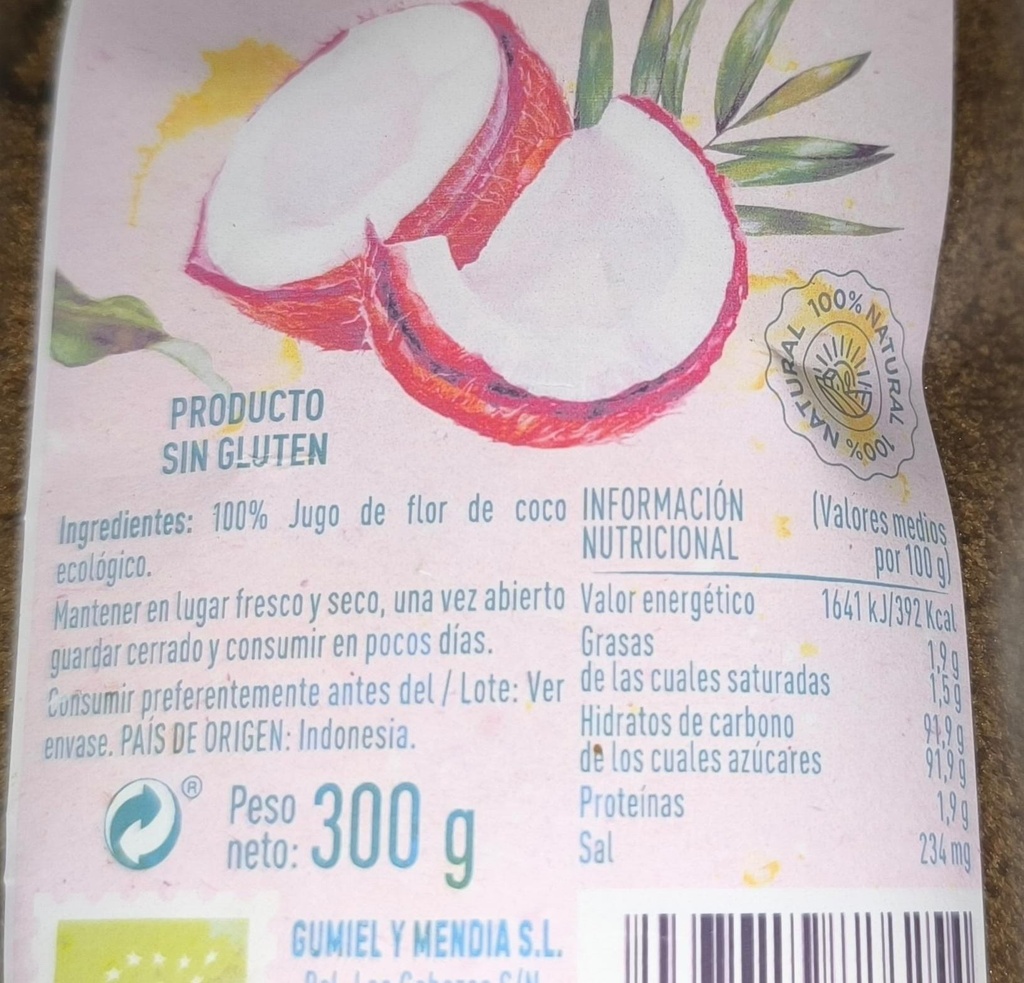 100% NATURAL 100% NATURAL
PRODUCTO
SIN GLUTEN
Ingredientes: 100% Jugo de flor de coco
ecológico.
Mantener en lugar fresco y seco, una vez abierto
guardar cerrado y consumir en pocos días.
Consumir preferentemente antes del / Lote: Ver
envase. PAÍS DE ORIGEN: Indonesia.
Peso
neto: 300 g
®
GUMIEL Y MENDIA S.L.
INFORMACIÓN (Valores medios
NUTRICIONAL por 100 g)
Valor energético 1641 kJ/392 Kcal
Grasas 1,9 g
de las cuales saturadas 1,5 g
Hidratos de carbono 91,9 g
de los cuales azúcares 91,9 g
Proteínas 1,9 g
Sal 234 mg